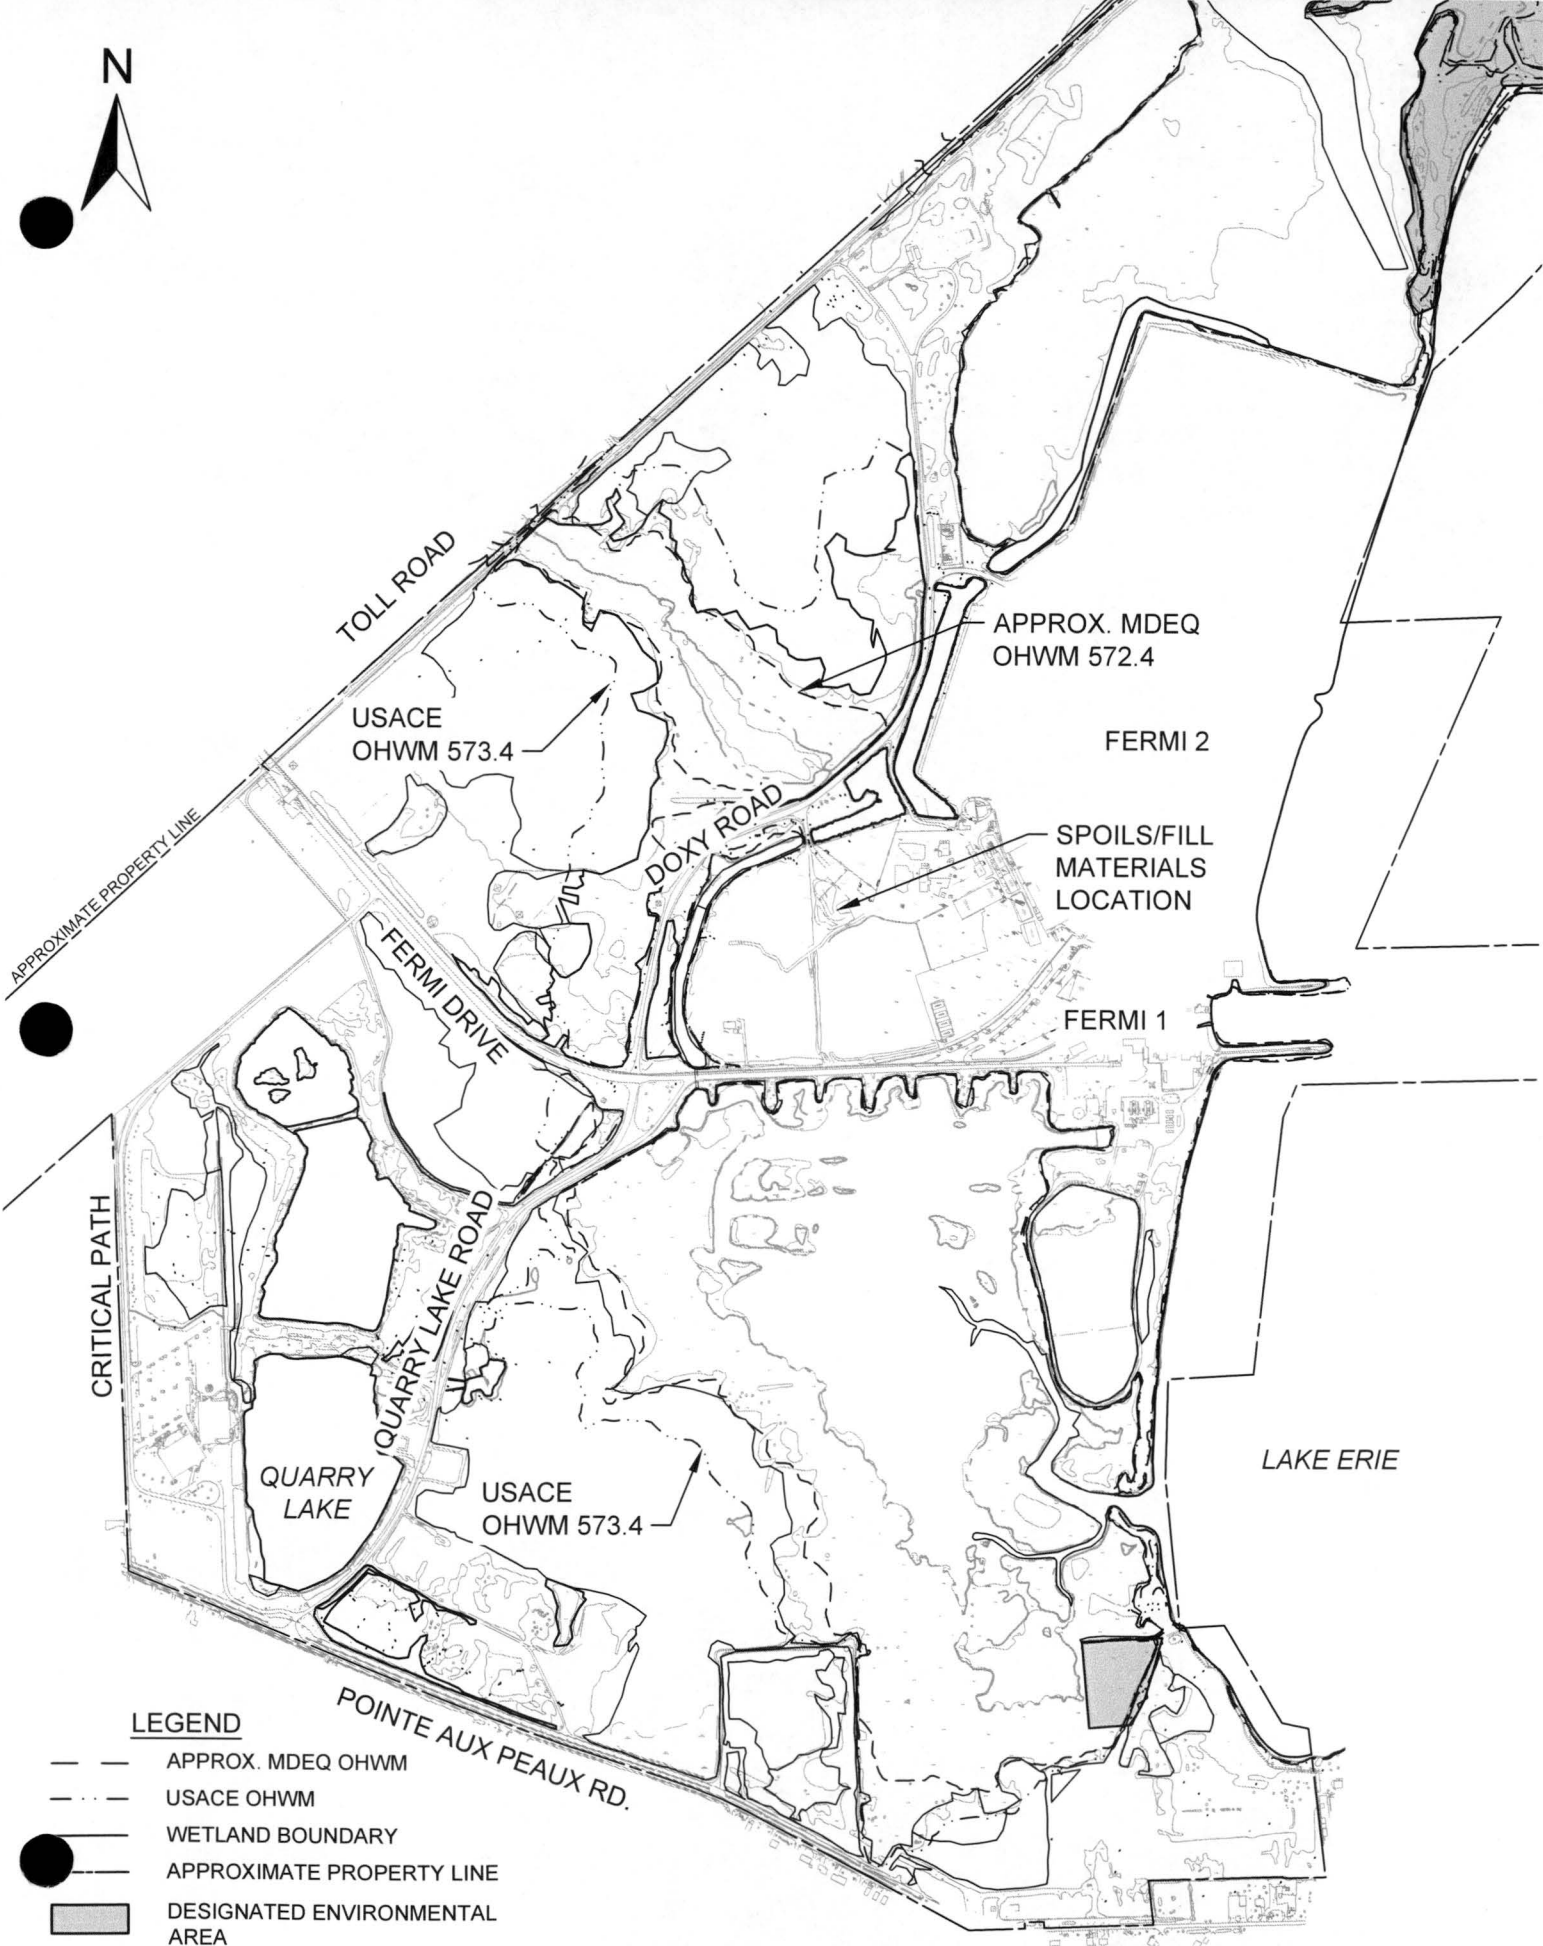 N
TOLL ROAD
APPROX. MDEQ
OHWM 572.4
USACE
OHWM 573.4
FERMI 2
APPROXIMATE PROPERTY LINE
DOXY ROAD
SPOILS/FILL
MATERIALS
LOCATION
FERMI DRIVE
FERMI 1
CRITICAL PATH
QUARRY LAKE ROAD
QUARRY
LAKE
USACE
OHWM 573.4
LAKE ERIE
POINTE AUX PEAUX RD.
LEGEND
APPROX. MDEQ OHWM
USACE OHWM
WETLAND BOUNDARY
APPROXIMATE PROPERTY LINE
DESIGNATED ENVIRONMENTAL
AREA